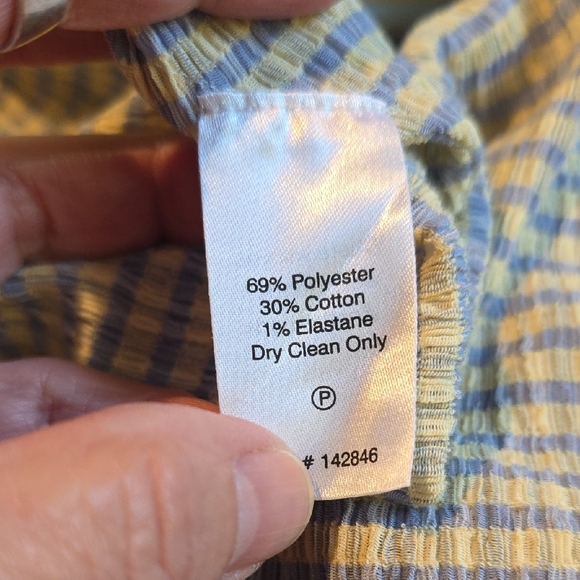 69% Polyester
30% Cotton
1% Elastane
Dry Clean Only
P
# 142846